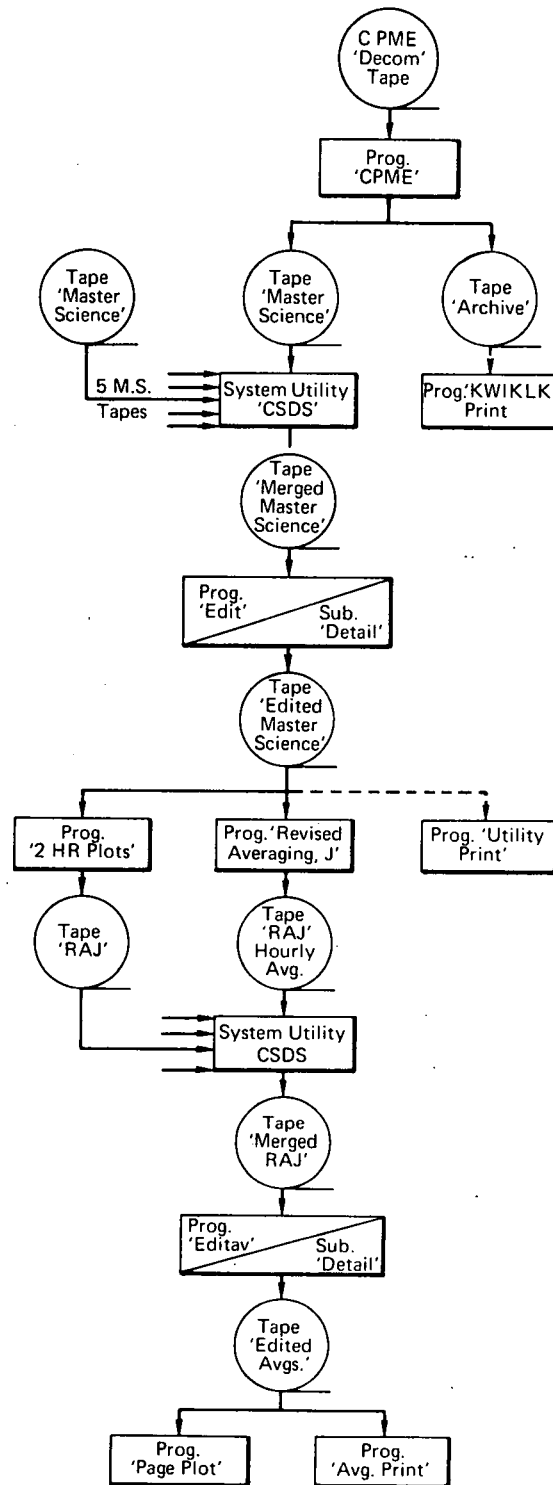 C PME
'Decom'
Tape
Prog.
'CPME'
Tape
'Master
Science'
Tape
'Master
Science'
Tape
'Archive'
5 M.S.
Tapes
System Utility
'CSDS'
Prog.'KWIKLK'
Print
Tape
'Merged
Master
Science'
Prog.
'Edit'
Sub.
'Detail'
Tape
'Edited
Master
Science'
Prog.
'2 HR Plots'
Prog.'Revised
Averaging, J'
Prog. 'Utility
Print'
Tape
'RAJ'
Tape
'RAJ'
Hourly
Avg.
System Utility
CSDS
Tape
'Merged
RAJ'
Prog.
'Editav'
Sub.
'Detail'
Tape
'Edited
Avgs.'
Prog.
'Page Plot'
Prog.
'Avg. Print'